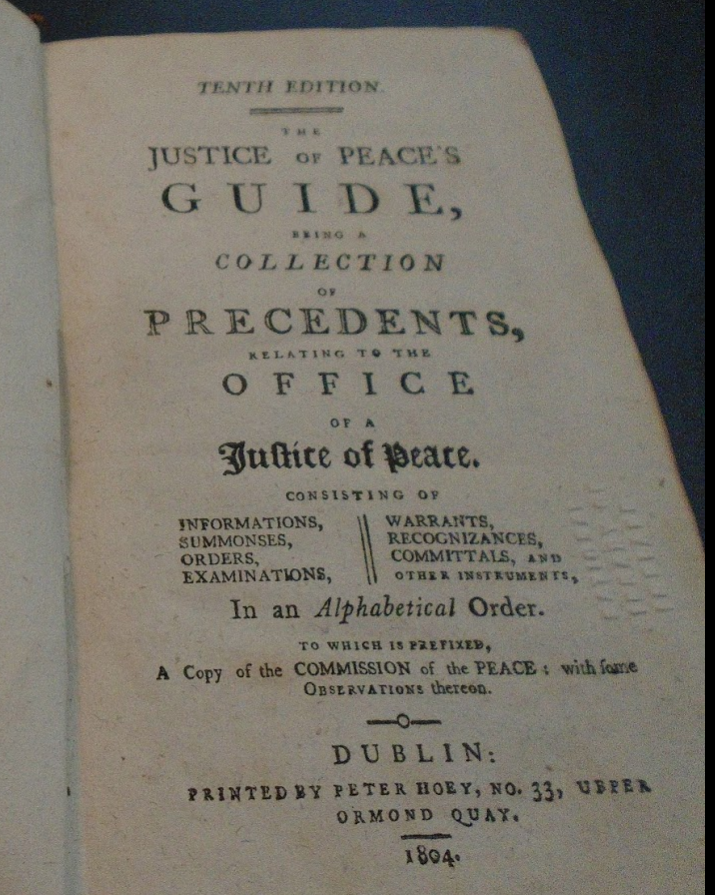 TENTH EDITION.
THE
JUSTICE OF PEACE'S
GUIDE,
BEING A
COLLECTION
OF
PRECEDENTS,
RELATING TO THE
OFFICE
OF A
Juſtice of Peace.
CONSISTING OF
INFORMATIONS,
SUMMONSES,
ORDERS,
EXAMINATIONS,
WARRANTS,
RECOGNIZANCES,
COMMITTALS, AND
OTHER INSTRUMENTS,
In an Alphabetical Order.
TO WHICH IS PREFIXED,
A Copy of the COMMISSION of the PEACE: with ſome
OBSERVATIONS thereon.
DUBLIN:
PRINTED BY PETER HOEY, NO. 33, UPPER
ORMOND QUAY.
1804.